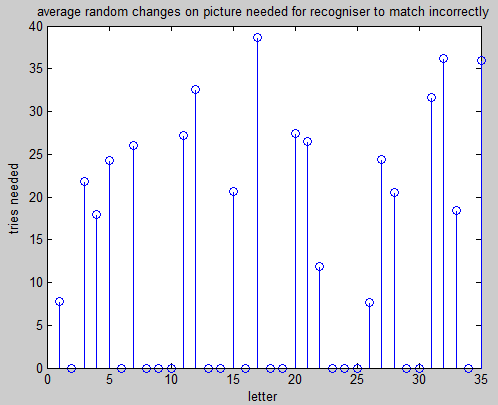 average random changes on picture needed for recogniser to match incorrectly
40
35
30
25
20
15
10
5
0
tries needed
0 5 10 15 20 25 30 35
letter